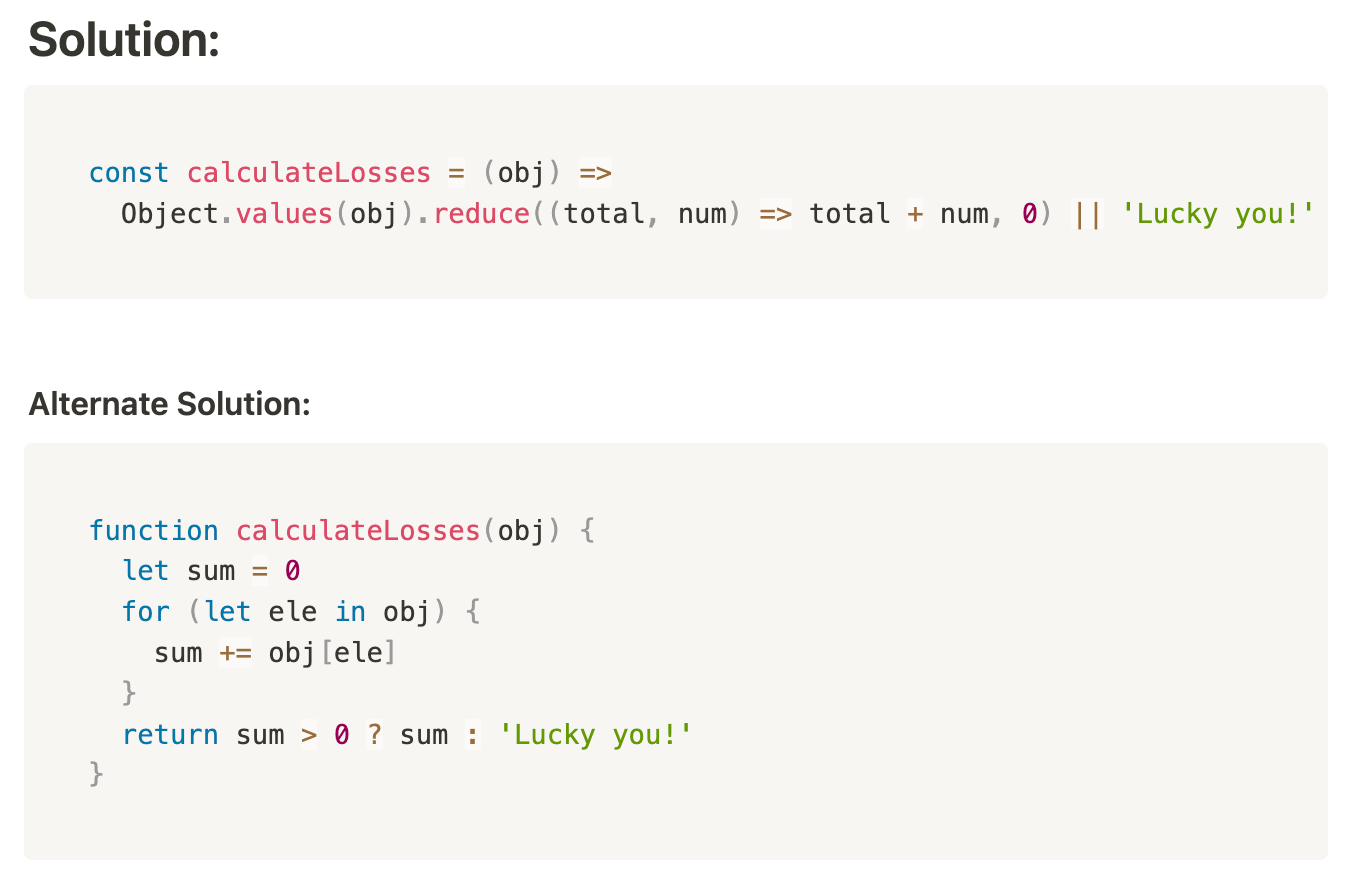 Solution:
const calculateLosses = (obj) =>
  Object.values(obj).reduce((total, num) => total + num, 0) || 'Lucky you!'
Alternate Solution:
function calculateLosses(obj) {
  let sum = 0
  for (let ele in obj) {
    sum += obj[ele]
  }
  return sum > 0 ? sum : 'Lucky you!'
}